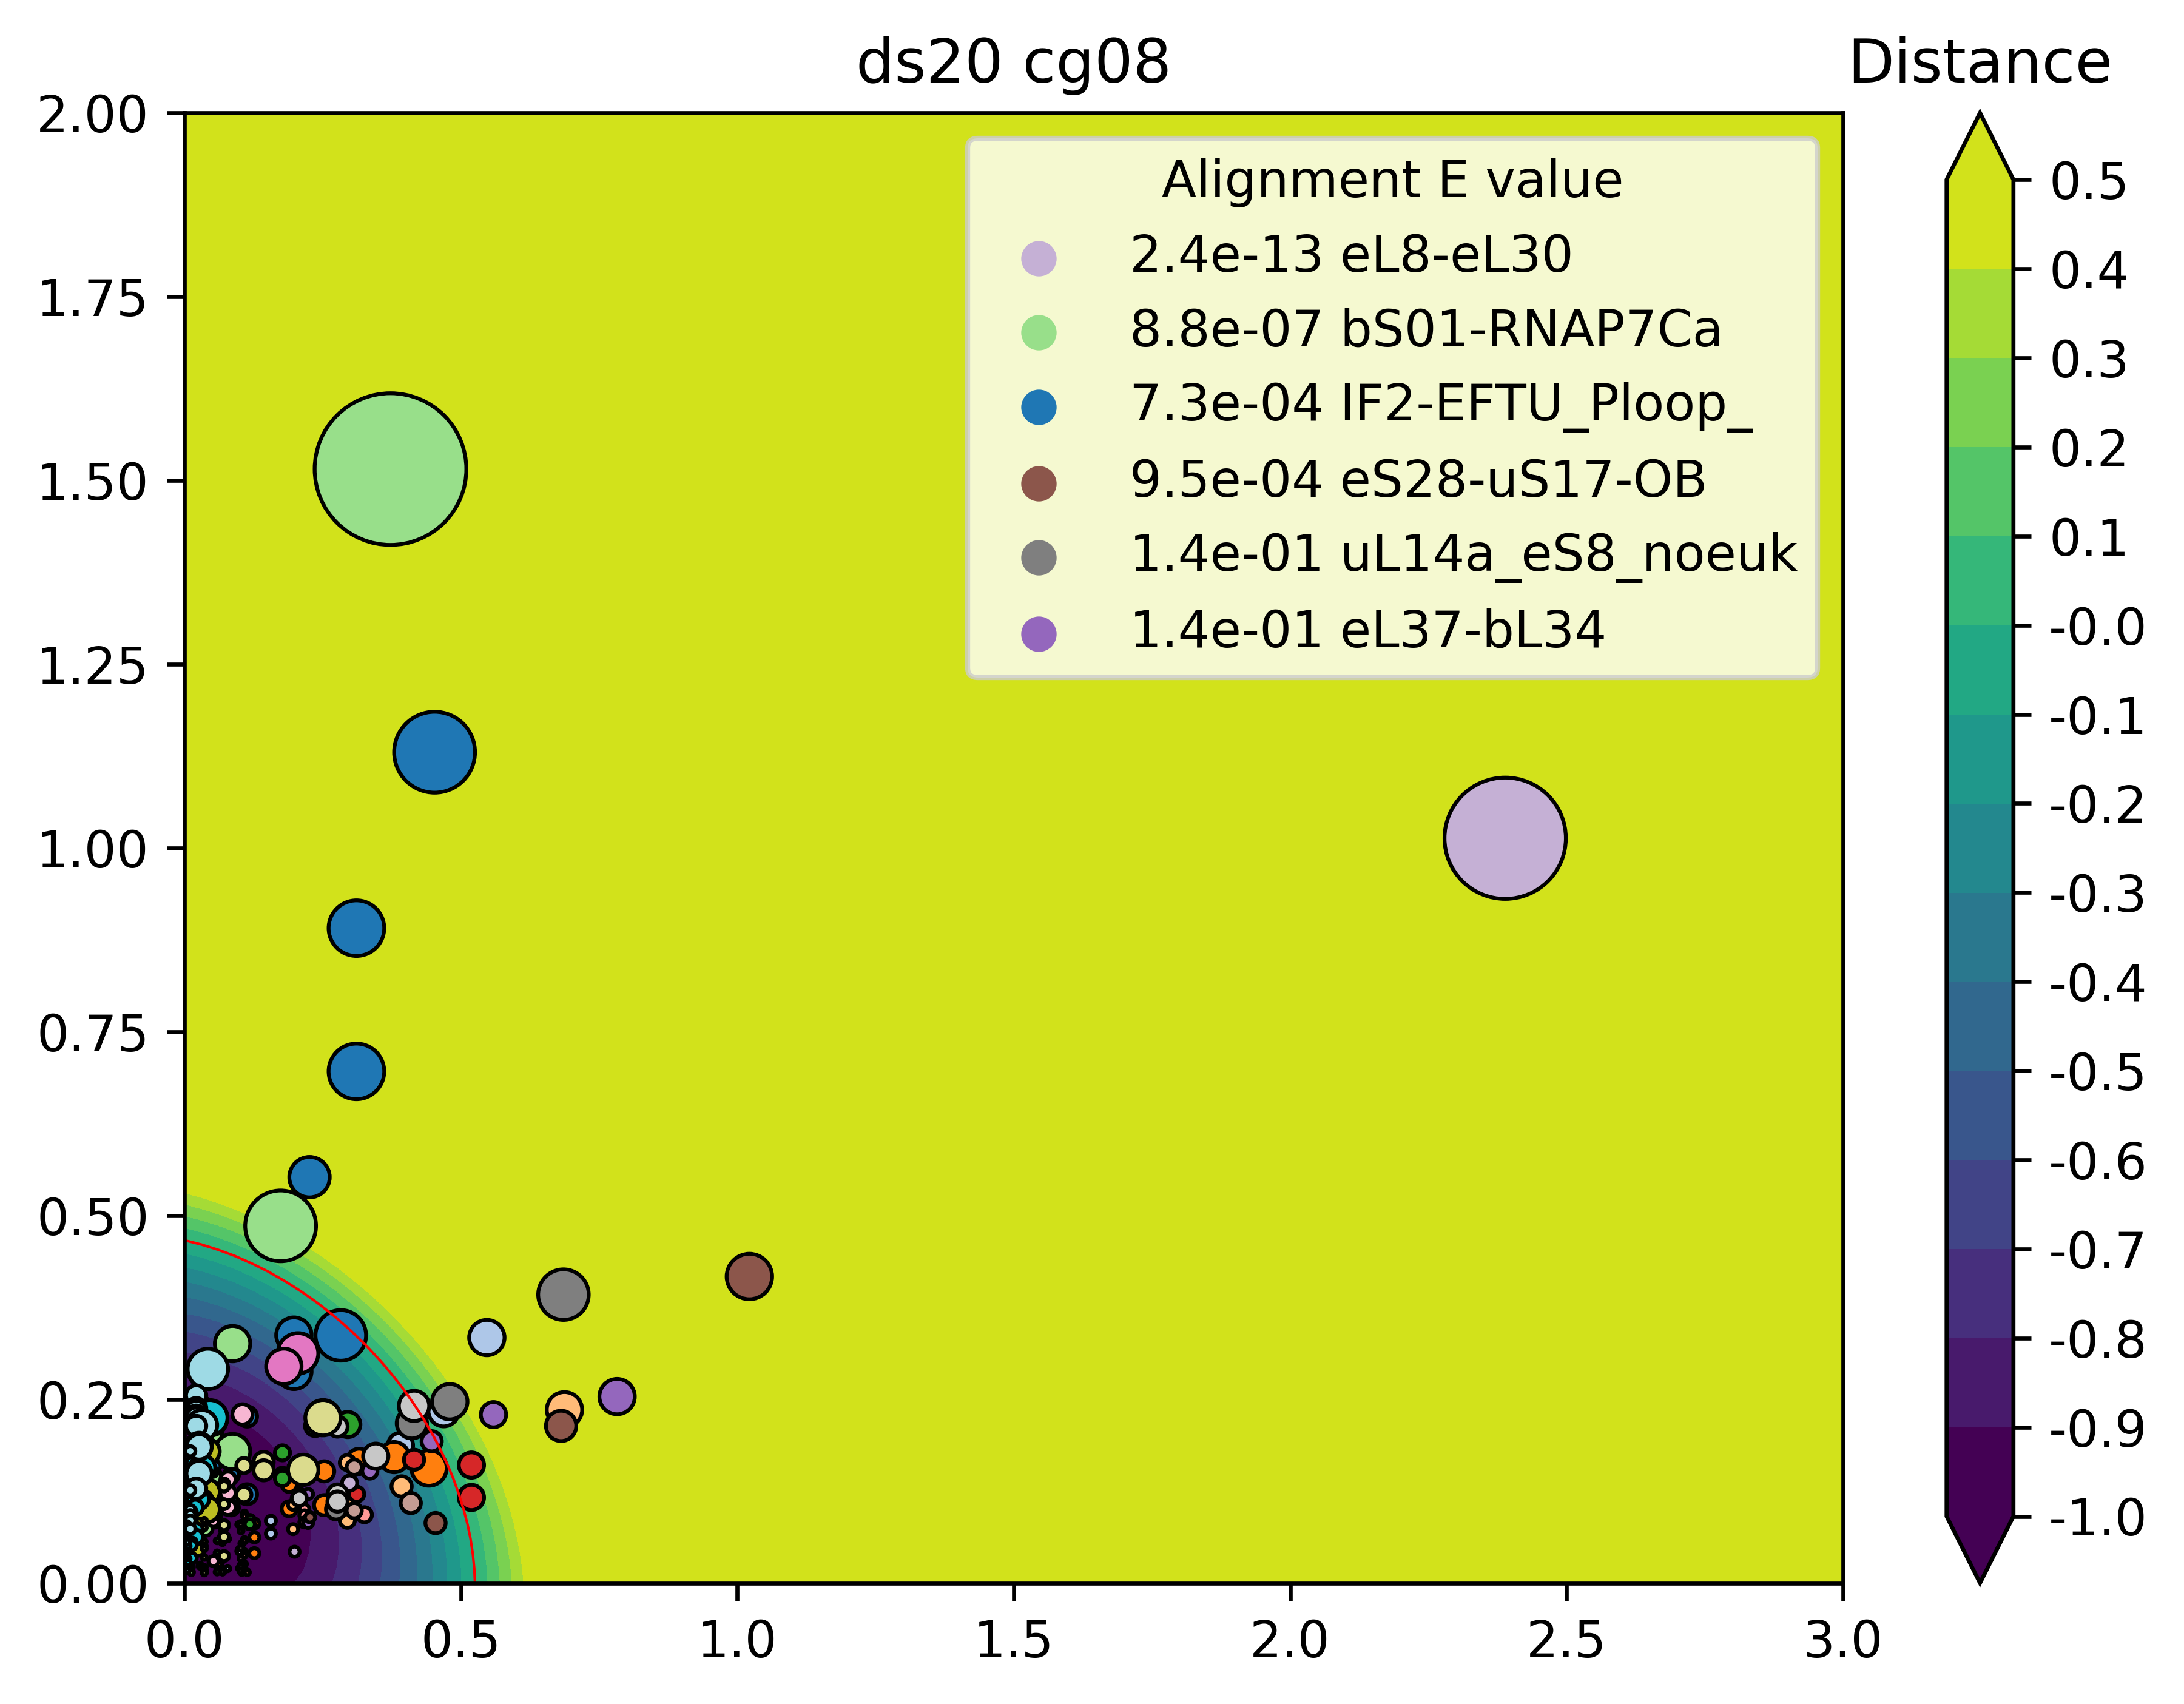 ds20 cg08
Distance
Alignment E value
2.4e-13 eL8-eL30
8.8e-07 bS01-RNAP7Ca
7.3e-04 IF2-EFTU_Ploop_
9.5e-04 eS28-uS17-OB
1.4e-01 uL14a_eS8_noeuk
1.4e-01 eL37-bL34
2.00
1.75
1.50
1.25
1.00
0.75
0.50
0.25
0.00
0.0 0.5 1.0 1.5 2.0 2.5 3.0
0.5
0.4
0.3
0.2
0.1
-0.0
-0.1
-0.2
-0.3
-0.4
-0.5
-0.6
-0.7
-0.8
-0.9
-1.0